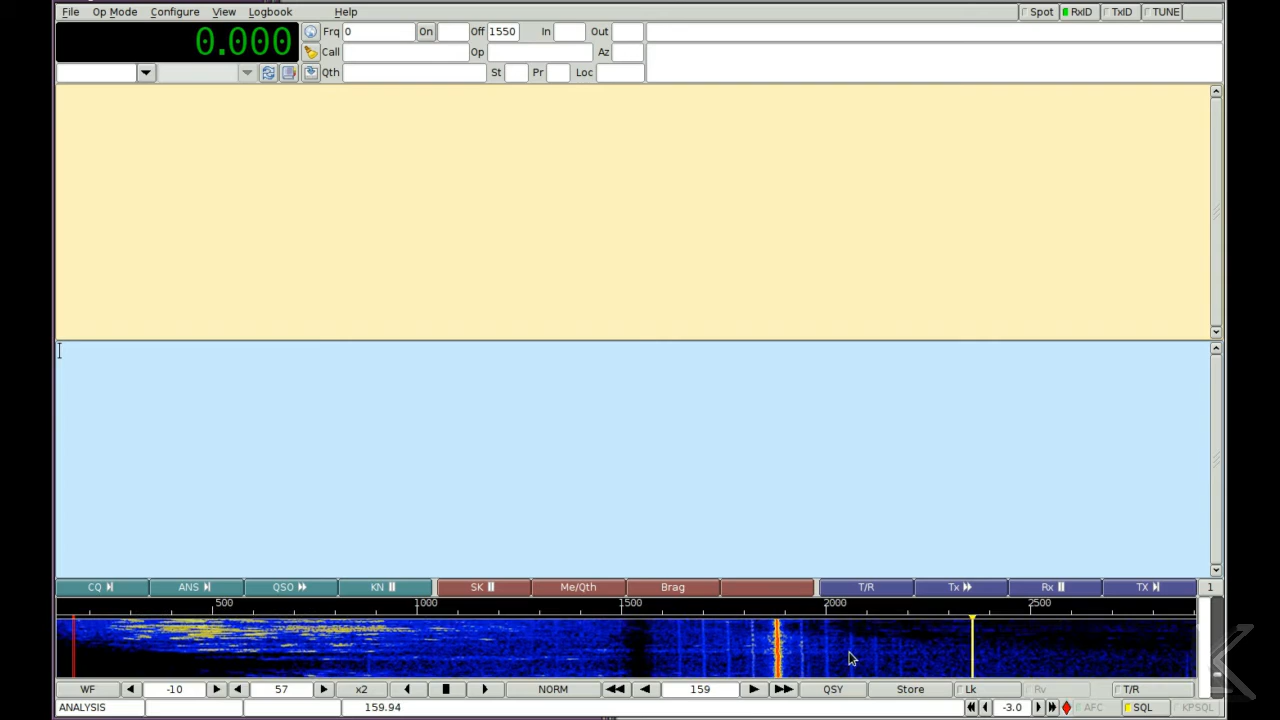 File Op Mode Configure View Logbook Help Spot RxID TxID TUNE
0.000 Frq 0 On Off 1550 In Out
Call Op Az
Qth St Pr Loc
CQ ANS QSO KN SK Me/Qth Brag T/R Tx Rx TX 1
500 1000 1500 2000 2500
WF -10 57 x2 NORM 159 QSY Store Lk Rv T/R
ANALYSIS 159.94 -3.0 AFC SQL KPSQL